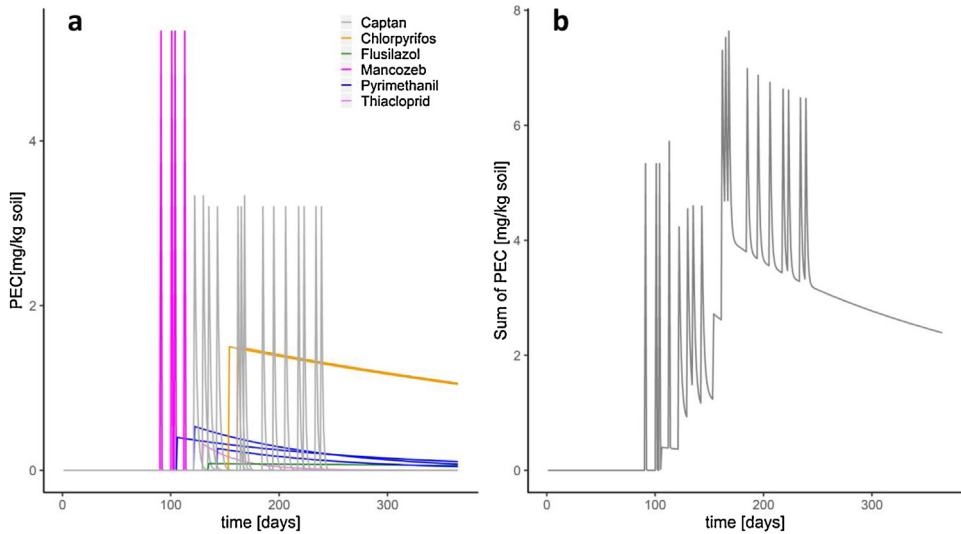 a
Captan
Chlorpyrifos
Flusilazol
Mancozeb
Pyrimethanil
Thiacloprid
PEC[mg/kg soil]
4
2
0
0
100
200
300
time [days]
b
Sum of PEC [mg/kg soil]
8
6
4
2
0
0
100
200
300
time [days]